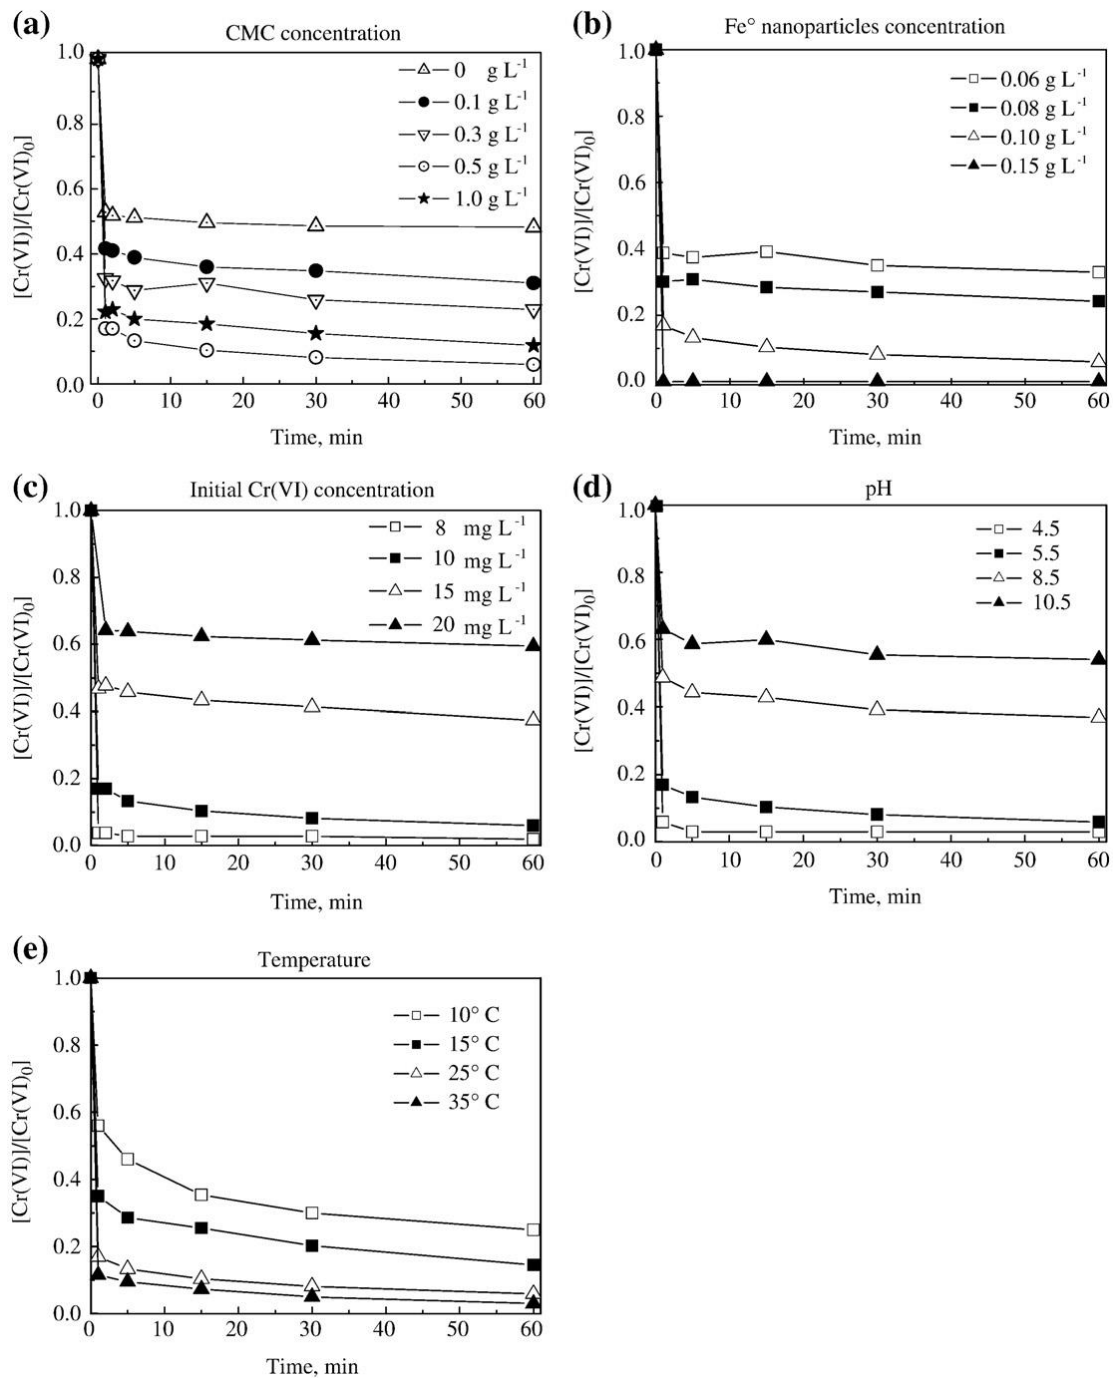 (a)
CMC concentration
[Cr(VI)]/[Cr(VI)₀]
1.0
0.8
0.6
0.4
0.2
0.0
0 g L⁻¹
0.1 g L⁻¹
0.3 g L⁻¹
0.5 g L⁻¹
1.0 g L⁻¹
0 10 20 30 40 50 60
Time, min
(b)
Fe° nanoparticles concentration
[Cr(VI)]/[Cr(VI)₀]
1.0
0.8
0.6
0.4
0.2
0.0
0.06 g L⁻¹
0.08 g L⁻¹
0.10 g L⁻¹
0.15 g L⁻¹
0 10 20 30 40 50 60
Time, min
(c)
Initial Cr(VI) concentration
[Cr(VI)]/[Cr(VI)₀]
1.0
0.8
0.6
0.4
0.2
0.0
8 mg L⁻¹
10 mg L⁻¹
15 mg L⁻¹
20 mg L⁻¹
0 10 20 30 40 50 60
Time, min
(d)
pH
[Cr(VI)]/[Cr(VI)₀]
1.0
0.8
0.6
0.4
0.2
0.0
4.5
5.5
8.5
10.5
0 10 20 30 40 50 60
Time, min
(e)
Temperature
[Cr(VI)]/[Cr(VI)₀]
1.0
0.8
0.6
0.4
0.2
0.0
10° C
15° C
25° C
35° C
0 10 20 30 40 50 60
Time, min